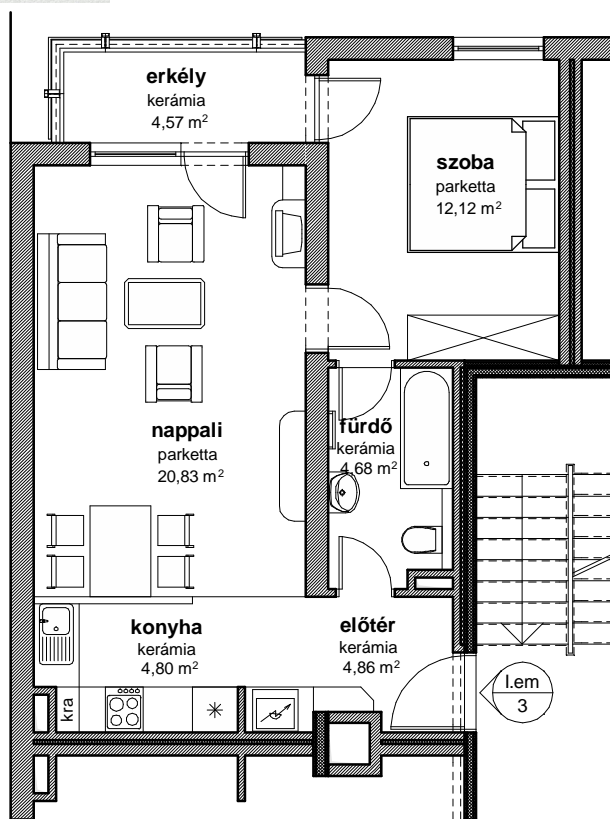 erkély
kerámia
4,57 m²
szoba
parketta
12,12 m²
nappali
parketta
20,83 m²
fürdő
kerámia
4,68 m²
konyha
kerámia
4,80 m²
előtér
kerámia
4,86 m²
kra
I.em
3